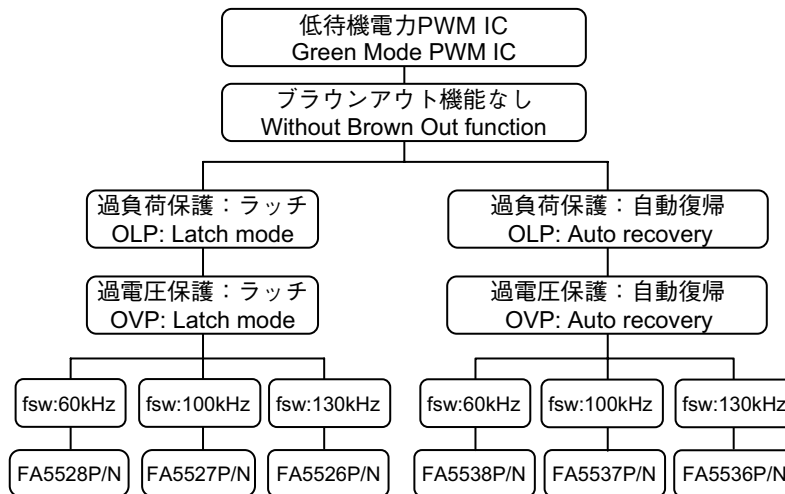 低待機電力PWM IC
Green Mode PWM IC
ブラウンアウト機能なし
Without Brown Out function
過負荷保護：ラッチ
OLP: Latch mode
過負荷保護：自動復帰
OLP: Auto recovery
過電圧保護：ラッチ
OVP: Latch mode
過電圧保護：自動復帰
OVP: Auto recovery
fsw:60kHz
fsw:100kHz
fsw:130kHz
fsw:60kHz
fsw:100kHz
fsw:130kHz
FA5528P/N
FA5527P/N
FA5526P/N
FA5538P/N
FA5537P/N
FA5536P/N